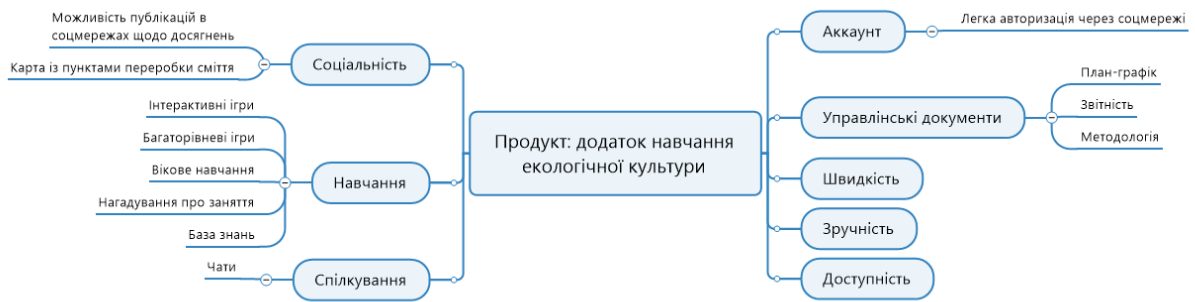 Можливість публікацій в
соцмережах щодо досягнень
Карта із пунктами переробки сміття
Соціальність
Інтерактивні ігри
Багаторівневі ігри
Вікове навчання
Нагадування про заняття
База знань
Навчання
Чати
Спілкування
Продукт: додаток навчання
екологічної культури
Аккаунт
Легка авторизація через соцмережі
Управлінські документи
План-графік
Звітність
Методологія
Швидкість
Зручність
Доступність